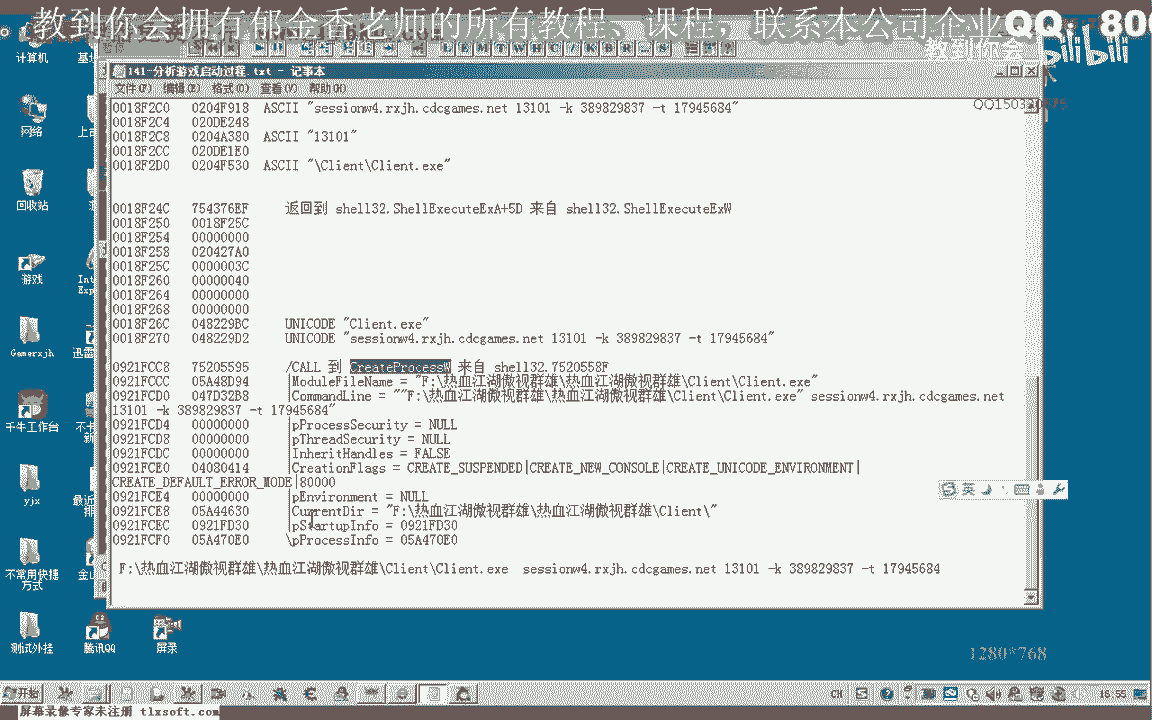 教到你会拥有郁金香老师的所有教程、课程，联系本公司企业QQ：800
教到你会
bilibili
计算机
141-分析游戏启动过程.txt - 记事本
文件(F) 编辑(E) 格式(O) 查看(V) 帮助(H)
0018F2C0 0204F918 ASCII "sessionw4.rxjh.cdcgames.net 13101 -k 389829837 -t 17945684"
0018F2C4 020DE248
0018F2C8 0204A380 ASCII "13101"
0018F2CC 020DE1E0
0018F2D0 0204F530 ASCII "\Client\Client.exe"
0018F24C 754376EF 返回到 shell32.ShellExecuteExA+5D 来自 shell32.ShellExecuteExW
0018F250 0018F25C
0018F254 00000000
0018F258 020427A0
0018F25C 0000003C
0018F260 00000040
0018F264 00000000
0018F268 00000000
0018F26C 048229BC UNICODE "Client.exe"
0018F270 048229D2 UNICODE "sessionw4.rxjh.cdcgames.net 13101 -k 389829837 -t 17945684"
0921FCC8 75205595 /CALL 到 CreateProcessW 来自 shell32.7520558F
0921FCCC 05A48D94 |ModuleFileName = "F:\热血江湖傲视群雄\热血江湖傲视群雄\Client\Client.exe"
0921FCD0 047D32B8 |CommandLine = ""F:\热血江湖傲视群雄\热血江湖傲视群雄\Client\Client.exe" sessionw4.rxjh.cdcgames.net
13101 -k 389829837 -t 17945684"
0921FCD4 00000000 |pProcessSecurity = NULL
0921FCD8 00000000 |pThreadSecurity = NULL
0921FCDC 00000000 |InheritHandles = FALSE
0921FCE0 04080414 |CreationFlags = CREATE_SUSPENDED|CREATE_NEW_CONSOLE|CREATE_UNICODE_ENVIRONMENT|
CREATE_DEFAULT_ERROR_MODE|80000
0921FCE4 00000000 |pEnvironment = NULL
0921FCE8 05A44630 |CurrentDir = "F:\热血江湖傲视群雄\热血江湖傲视群雄\Client\"
0921FCEC 0921FD30 |pStartupInfo = 0921FD30
0921FCF0 05A470E0 \pProcessInfo = 05A470E0
F:\热血江湖傲视群雄\热血江湖傲视群雄\Client\Client.exe sessionw4.rxjh.cdcgames.net 13101 -k 389829837 -t 17945684
网络
回收站
游戏
Gamerxjh
千牛工作台
yjx
不常用快捷方式
测试外挂
腾讯QQ
屏录
英
1280*768
开始
CH
16:55
屏幕录像专家未注册 tlxsoft.com